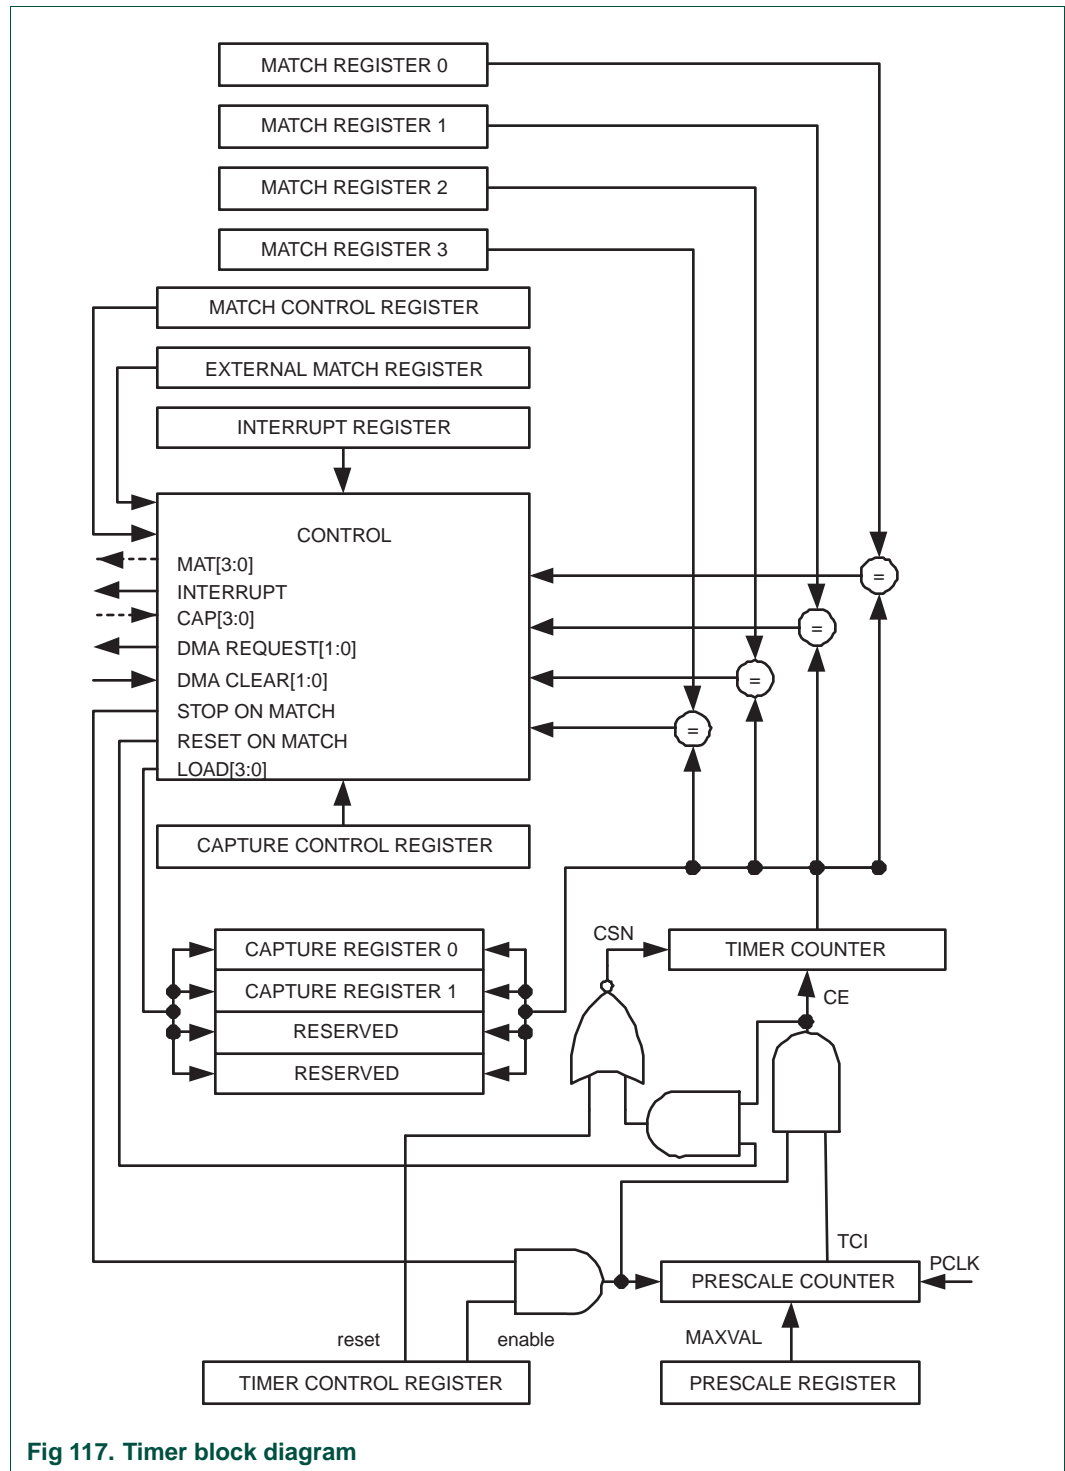 MATCH REGISTER 0
MATCH REGISTER 1
MATCH REGISTER 2
MATCH REGISTER 3
MATCH CONTROL REGISTER
EXTERNAL MATCH REGISTER
INTERRUPT REGISTER
CONTROL
MAT[3:0]
INTERRUPT
CAP[3:0]
DMA REQUEST[1:0]
DMA CLEAR[1:0]
STOP ON MATCH
RESET ON MATCH
LOAD[3:0]
=
=
=
=
CAPTURE CONTROL REGISTER
CSN
CAPTURE REGISTER 0
TIMER COUNTER
CAPTURE REGISTER 1
CE
RESERVED
RESERVED
TCI
PCLK
PRESCALE COUNTER
reset
enable
MAXVAL
TIMER CONTROL REGISTER
PRESCALE REGISTER
Fig 117. Timer block diagram